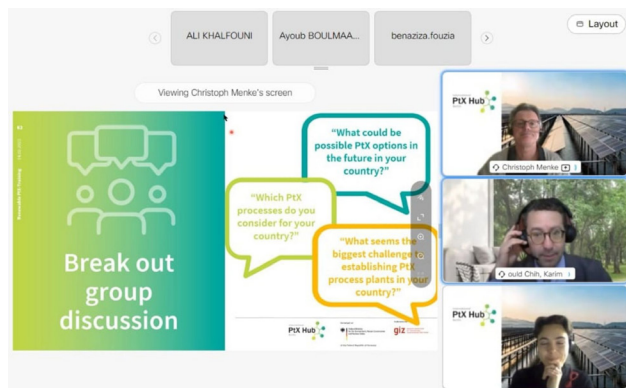 ALI KHALFOUNI
Ayoub BOULMAA...
benaziza.fouzia
Layout
Viewing Christoph Menke's screen
Break out
group
discussion
"What could be
possible PtX options in
the future in your
country?"
"Which PtX
processes do you
consider for your
country?"
"What seems the
biggest challenge to
establishing PtX
process plants in your
country?"
PtX Hub
giz
PtX Hub
Christoph Menke
ould Chih, Karim
PtX Hub